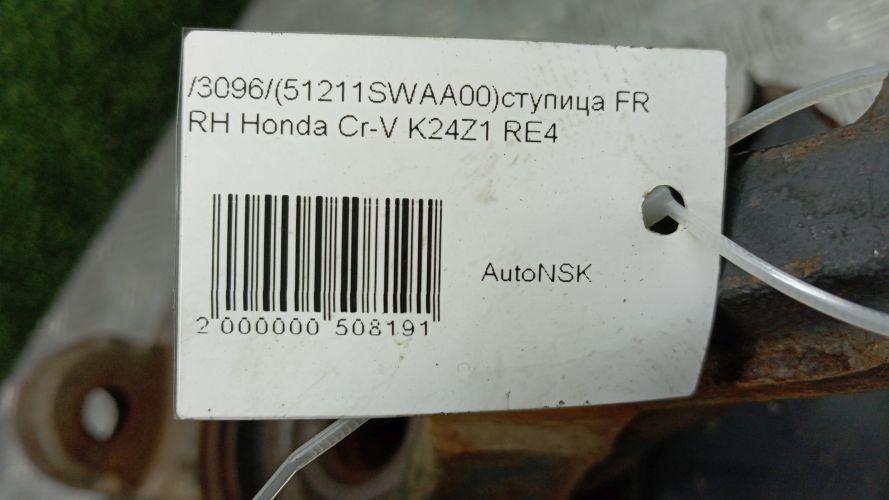 /3096/(51211SWAA00)ступица FR
RH Honda Cr-V K24Z1 RE4
AutoNSK
2 000000 508191